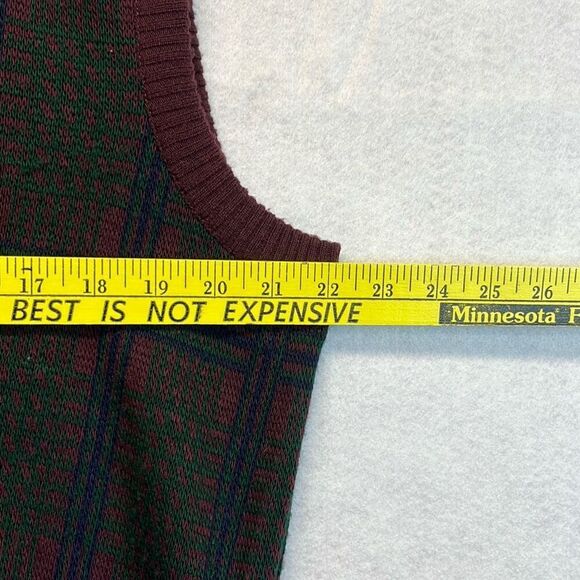 17 18 19 20 21 22 23 24 25 26
BEST IS NOT EXPENSIVE Minnesota F